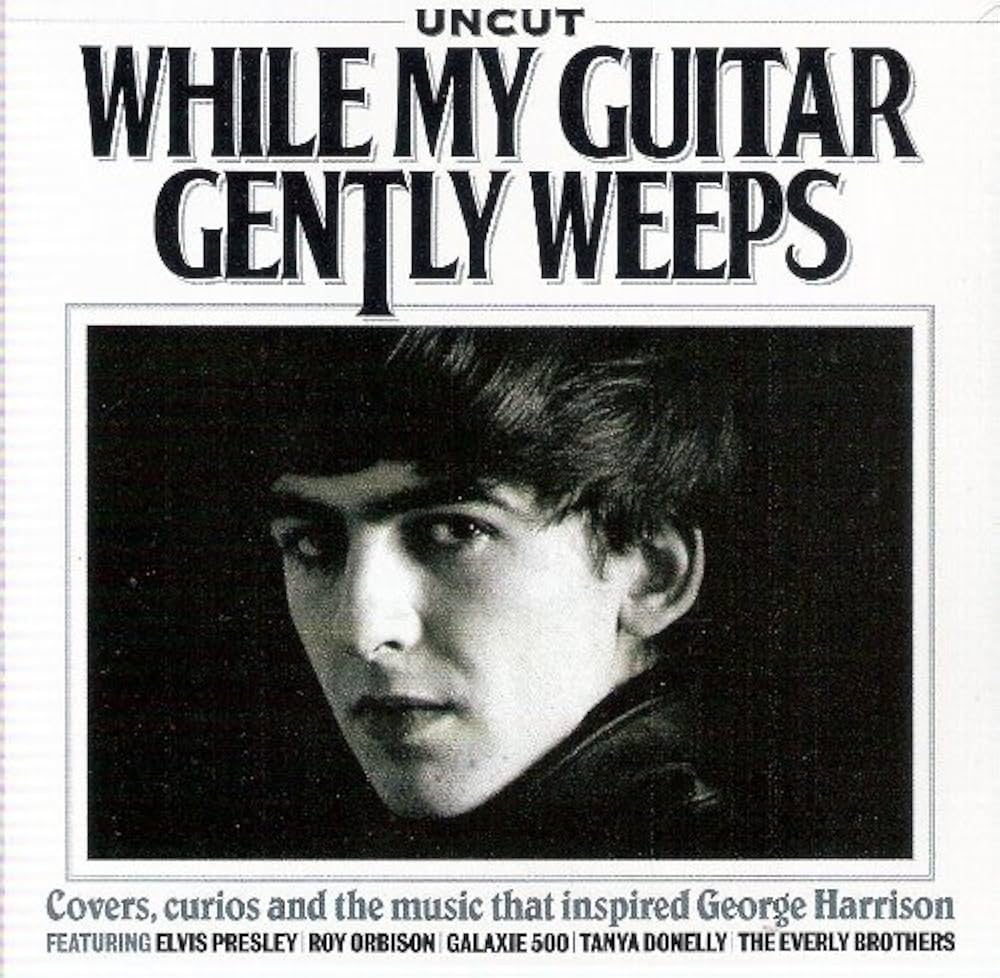 UNCUT
WHILE MY GUITAR
GENTLY WEEPS
Covers, curios and the music that inspired George Harrison
FEATURING ELVIS PRESLEY | ROY ORBISON | GALAXIE 500 | TANYA DONELLY | THE EVERLY BROTHERS